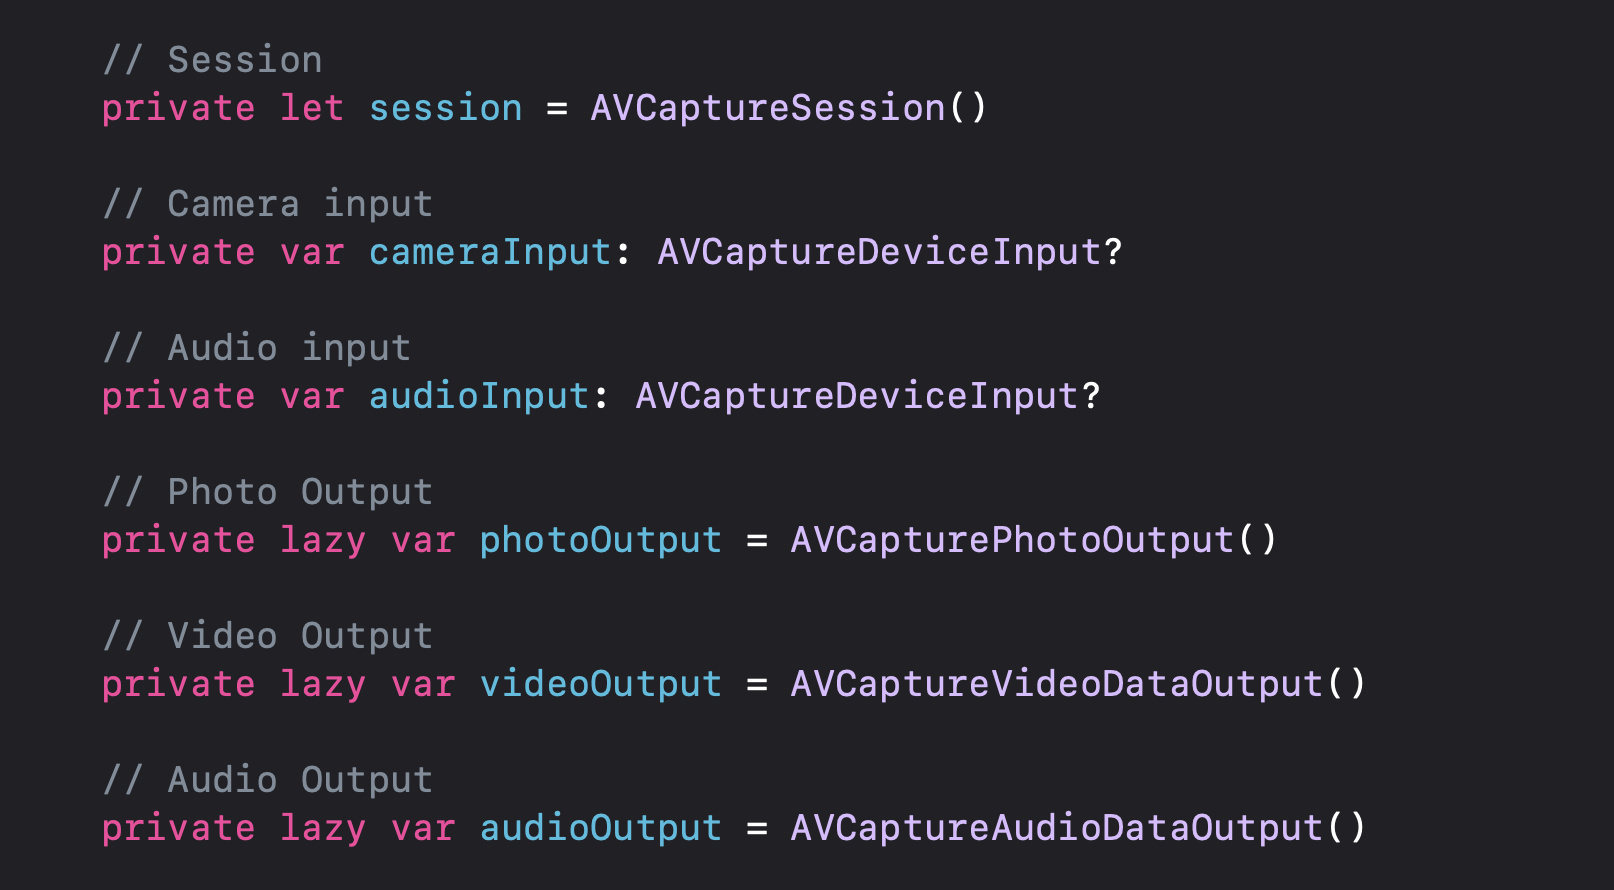 // Session
private let session = AVCaptureSession()
// Camera input
private var cameraInput: AVCaptureDeviceInput?
// Audio input
private var audioInput: AVCaptureDeviceInput?
// Photo Output
private lazy var photoOutput = AVCapturePhotoOutput()
// Video Output
private lazy var videoOutput = AVCaptureVideoDataOutput()
// Audio Output
private lazy var audioOutput = AVCaptureAudioDataOutput()